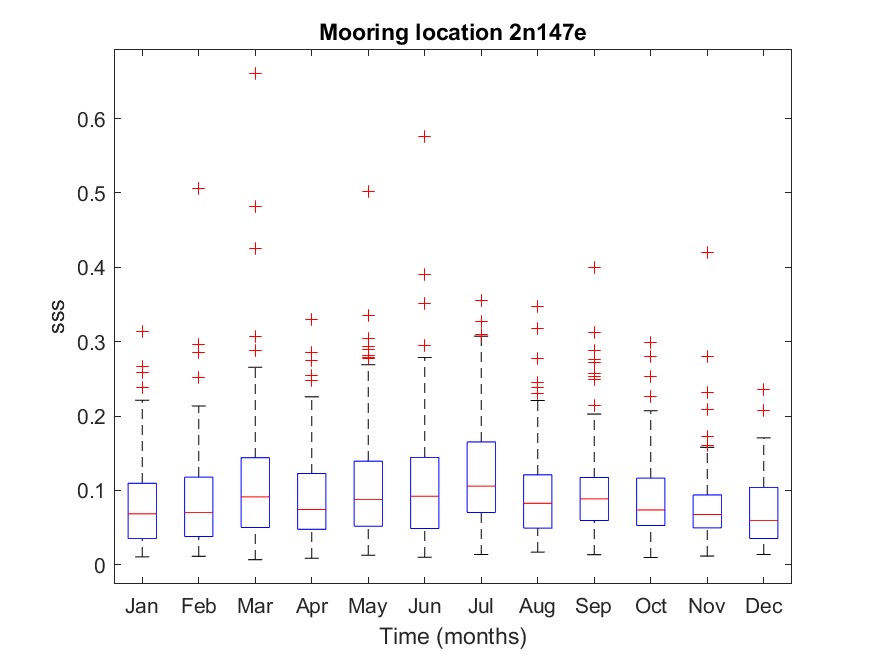 Mooring location 2n147e
0.6
0.5
0.4
0.3
0.2
0.1
0
sss
Jan Feb Mar Apr May Jun Jul Aug Sep Oct Nov Dec
Time (months)